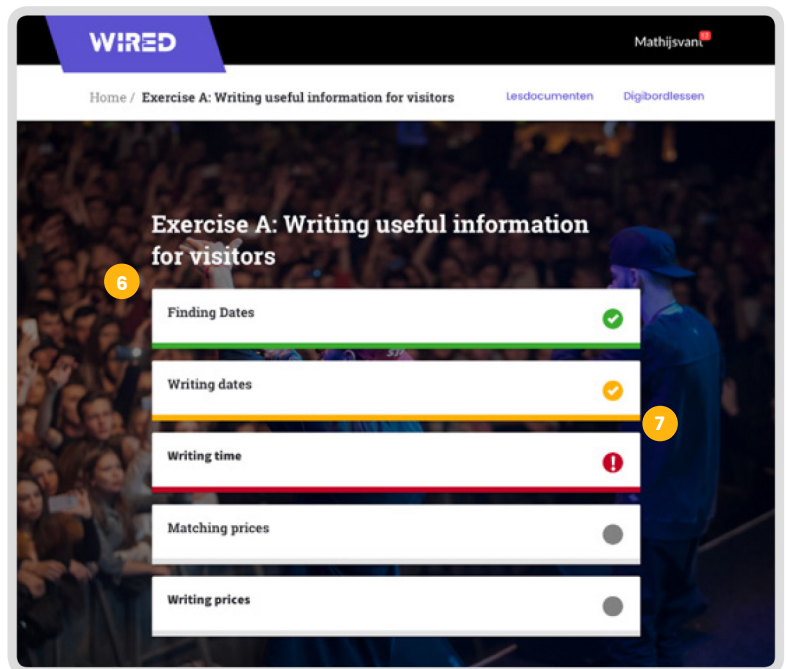 WIRED
Mathijsvant
Home / Exercise A: Writing useful information for visitors
Lesdocumenten
Digibordlessen
Exercise A: Writing useful information
for visitors
6
Finding Dates
Writing dates
7
Writing time
Matching prices
Writing prices